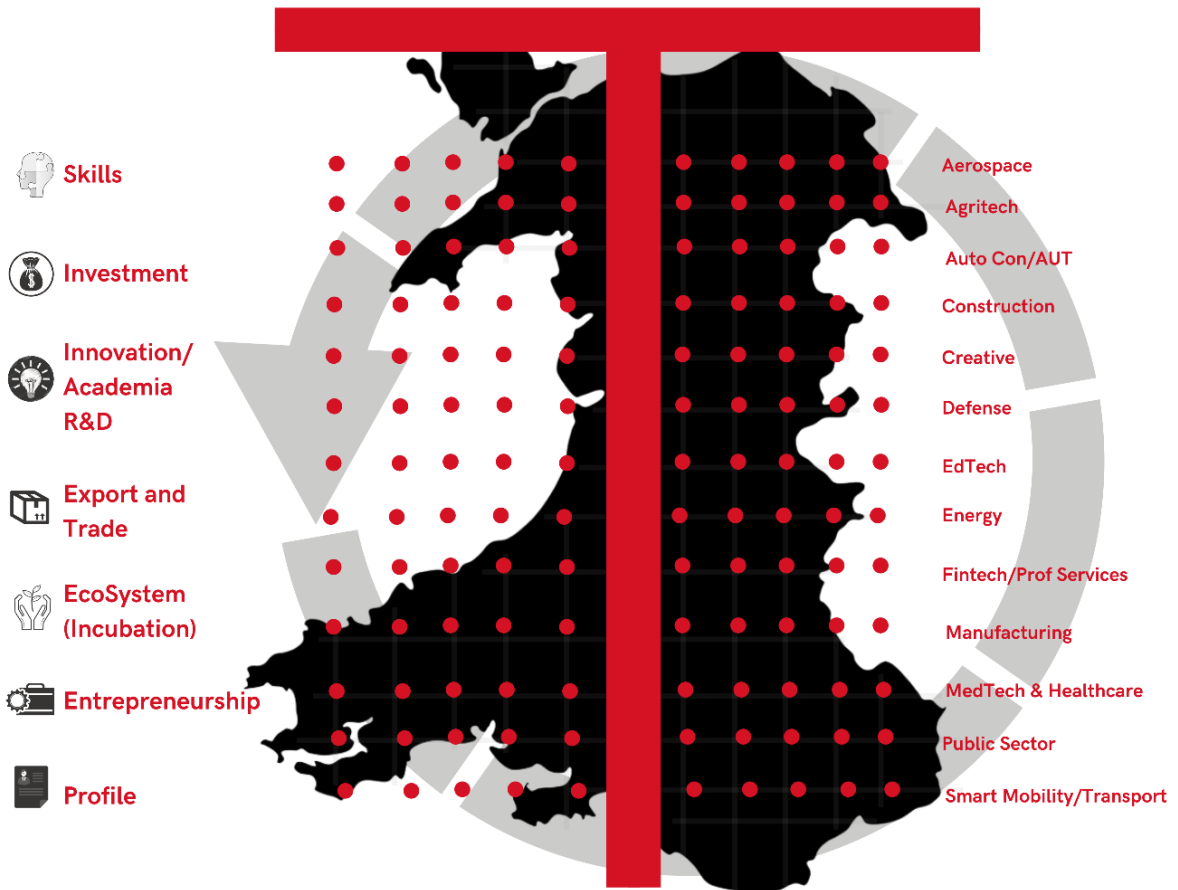 Skills
Investment
Innovation/
Academia
R&D
Export and
Trade
EcoSystem
(Incubation)
Entrepreneurship
Profile
Aerospace
Agritech
Auto Con/AUT
Construction
Creative
Defense
EdTech
Energy
Fintech/Prof Services
Manufacturing
MedTech & Healthcare
Public Sector
Smart Mobility/Transport